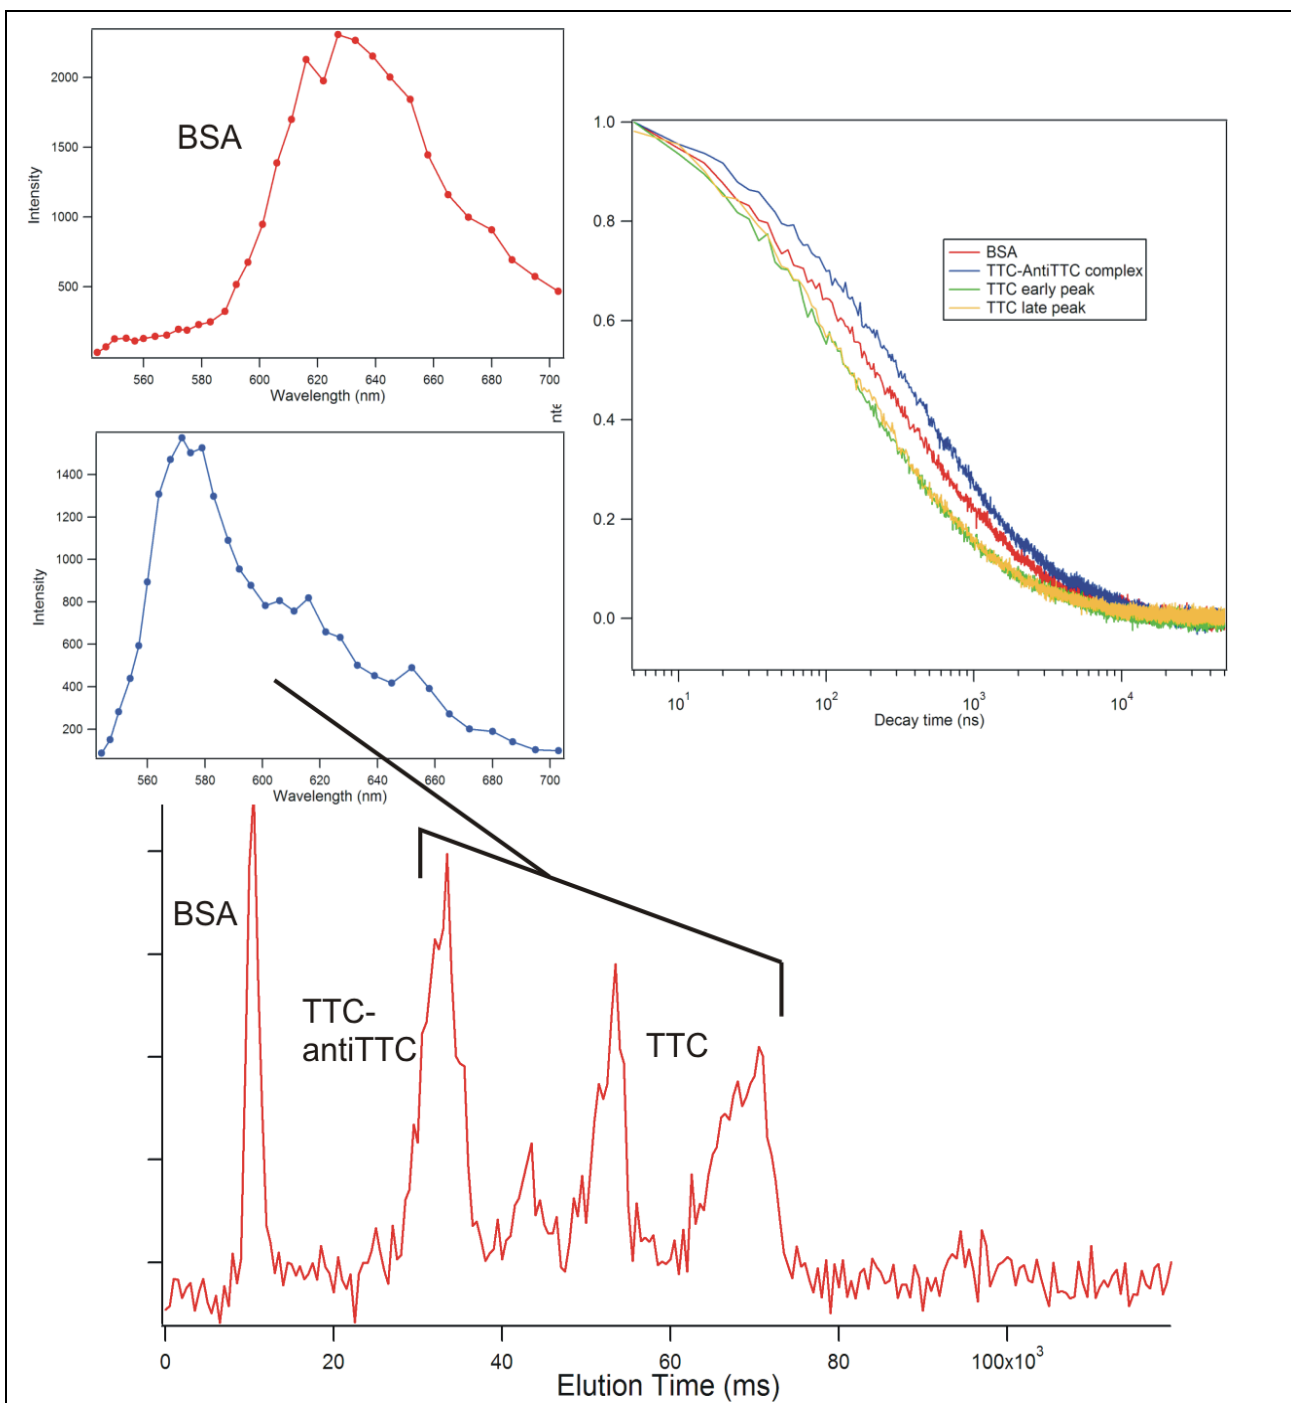 2000
1500
1000
500
Intensity
BSA
560 580 600 620 640 660 680 700
Wavelength (nm)
1.0
0.8
0.6
0.4
0.2
0.0
BSA
TTC-AntiTTC complex
TTC early peak
TTC late peak
10¹ 10² 10³ 10⁴
Decay time (ns)
1400
1200
1000
800
600
400
200
Intensity
560 580 600 620 640 660 680 700
Wavelength (nm)
BSA
TTC-
antiTTC
TTC
0 20 40 60 80 100x10³
Elution Time (ms)